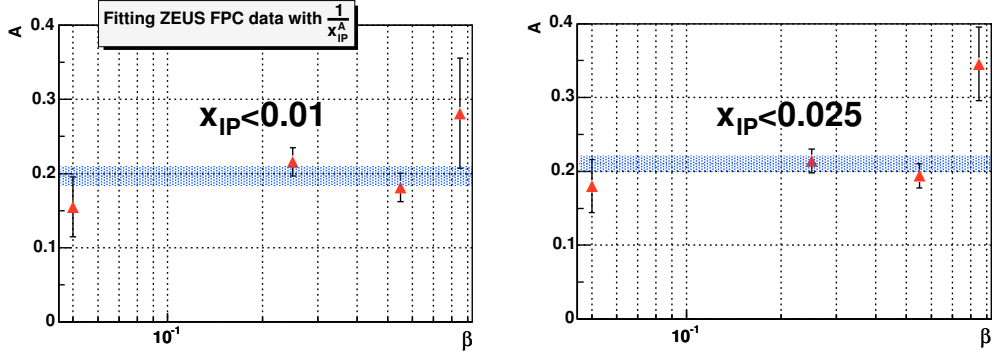 Fitting ZEUS FPC data with 1/x_IP^A
A
0.4
0.3
0.2
0.1
0
x_IP<0.01
10^-1
β
A
0.4
0.3
0.2
0.1
0
x_IP<0.025
10^-1
β